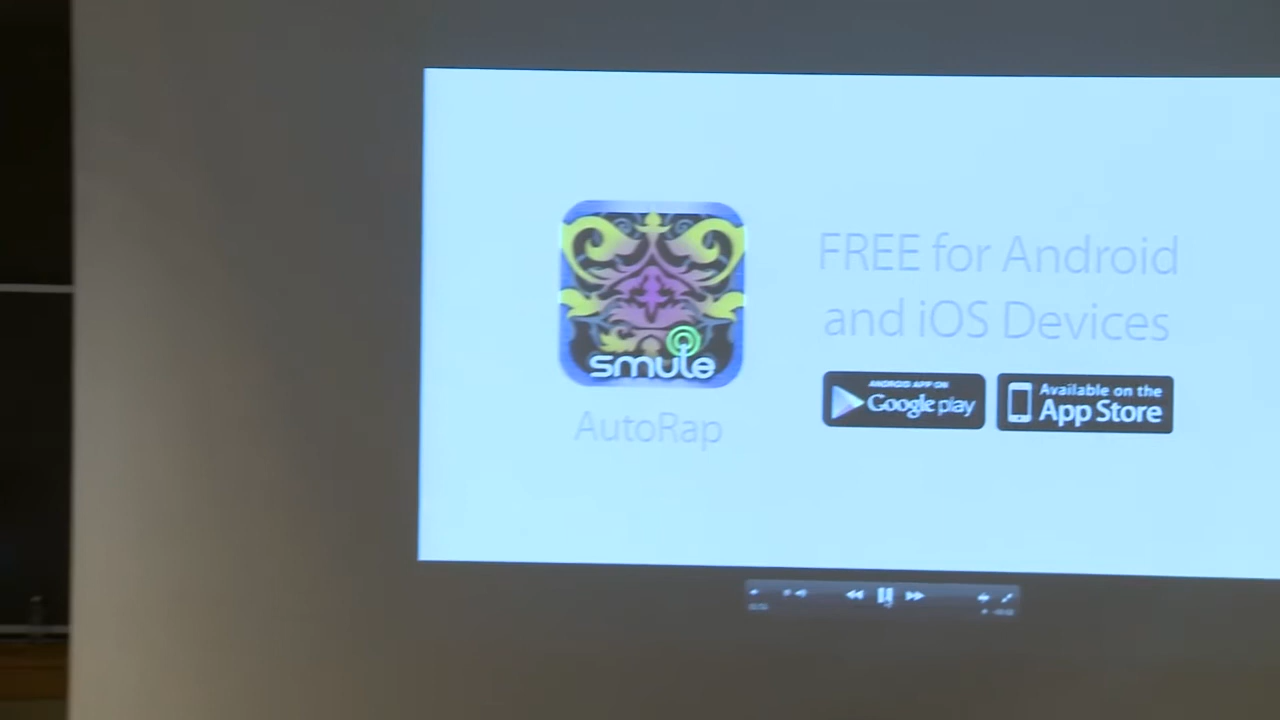 FREE for Android
and iOS Devices
smule
AutoRap
ANDROID APP ON
Google play
Available on the
App Store